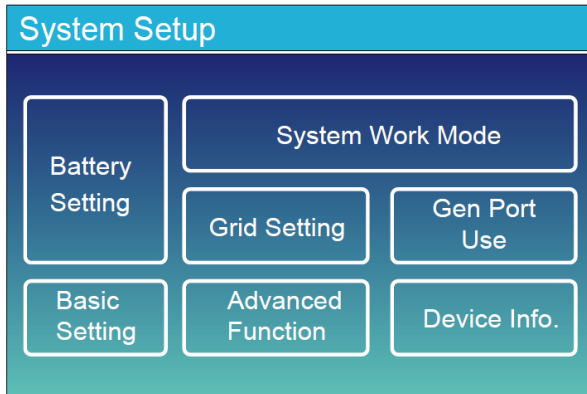 System Setup
Battery
Setting
System Work Mode
Grid Setting
Gen Port
Use
Basic
Setting
Advanced
Function
Device Info.